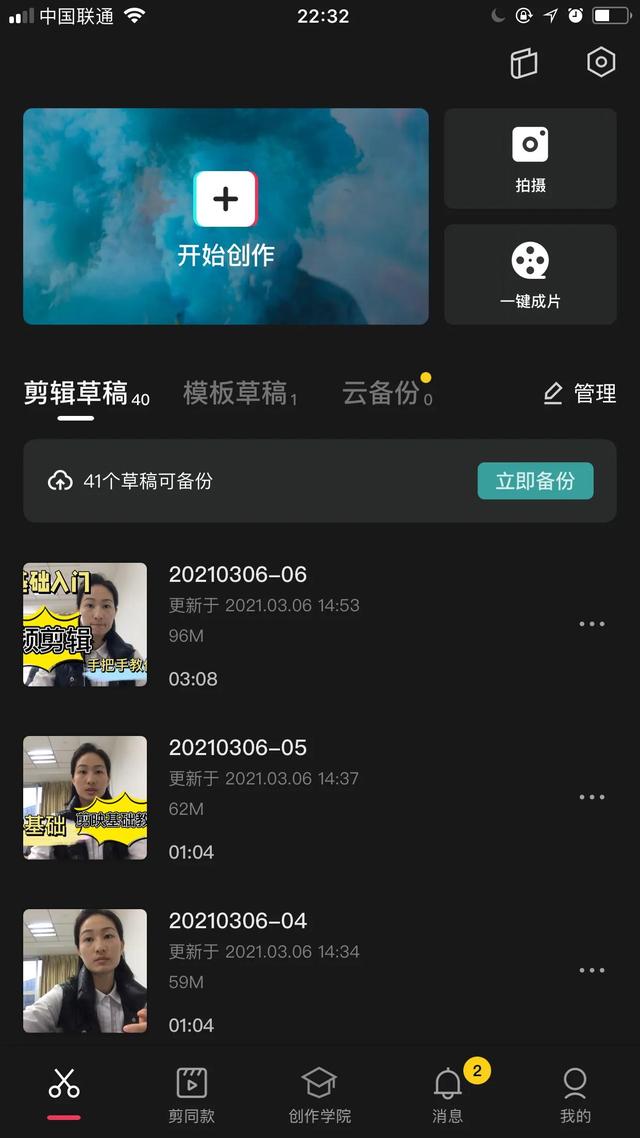 中国联通
22:32
拍摄
开始创作
一键成片
剪辑草稿 40
模板草稿 1
云备份 0
管理
41个草稿可备份
立即备份
基础入门
频剪辑
手把手教
20210306-06
更新于 2021.03.06 14:53
96M
03:08
基础
剪映基础教
20210306-05
更新于 2021.03.06 14:37
62M
01:04
20210306-04
更新于 2021.03.06 14:34
59M
01:04
2
剪同款
创作学院
消息
我的